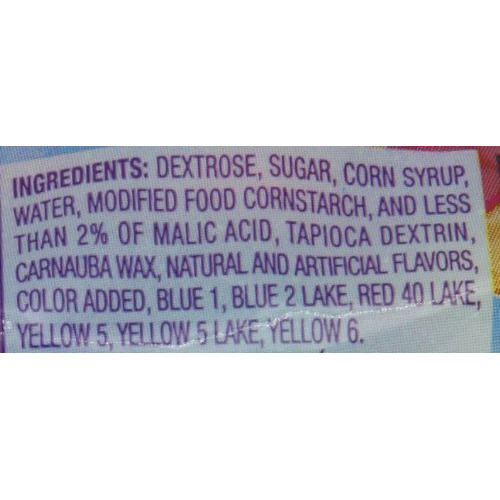 INGREDIENTS: DEXTROSE, SUGAR, CORN SYRUP,
WATER, MODIFIED FOOD CORNSTARCH, AND LESS
THAN 2% OF MALIC ACID, TAPIOCA DEXTRIN,
CARNAUBA WAX, NATURAL AND ARTIFICIAL FLAVORS,
COLOR ADDED, BLUE 1, BLUE 2 LAKE, RED 40 LAKE,
YELLOW 5, YELLOW 5 LAKE, YELLOW 6.